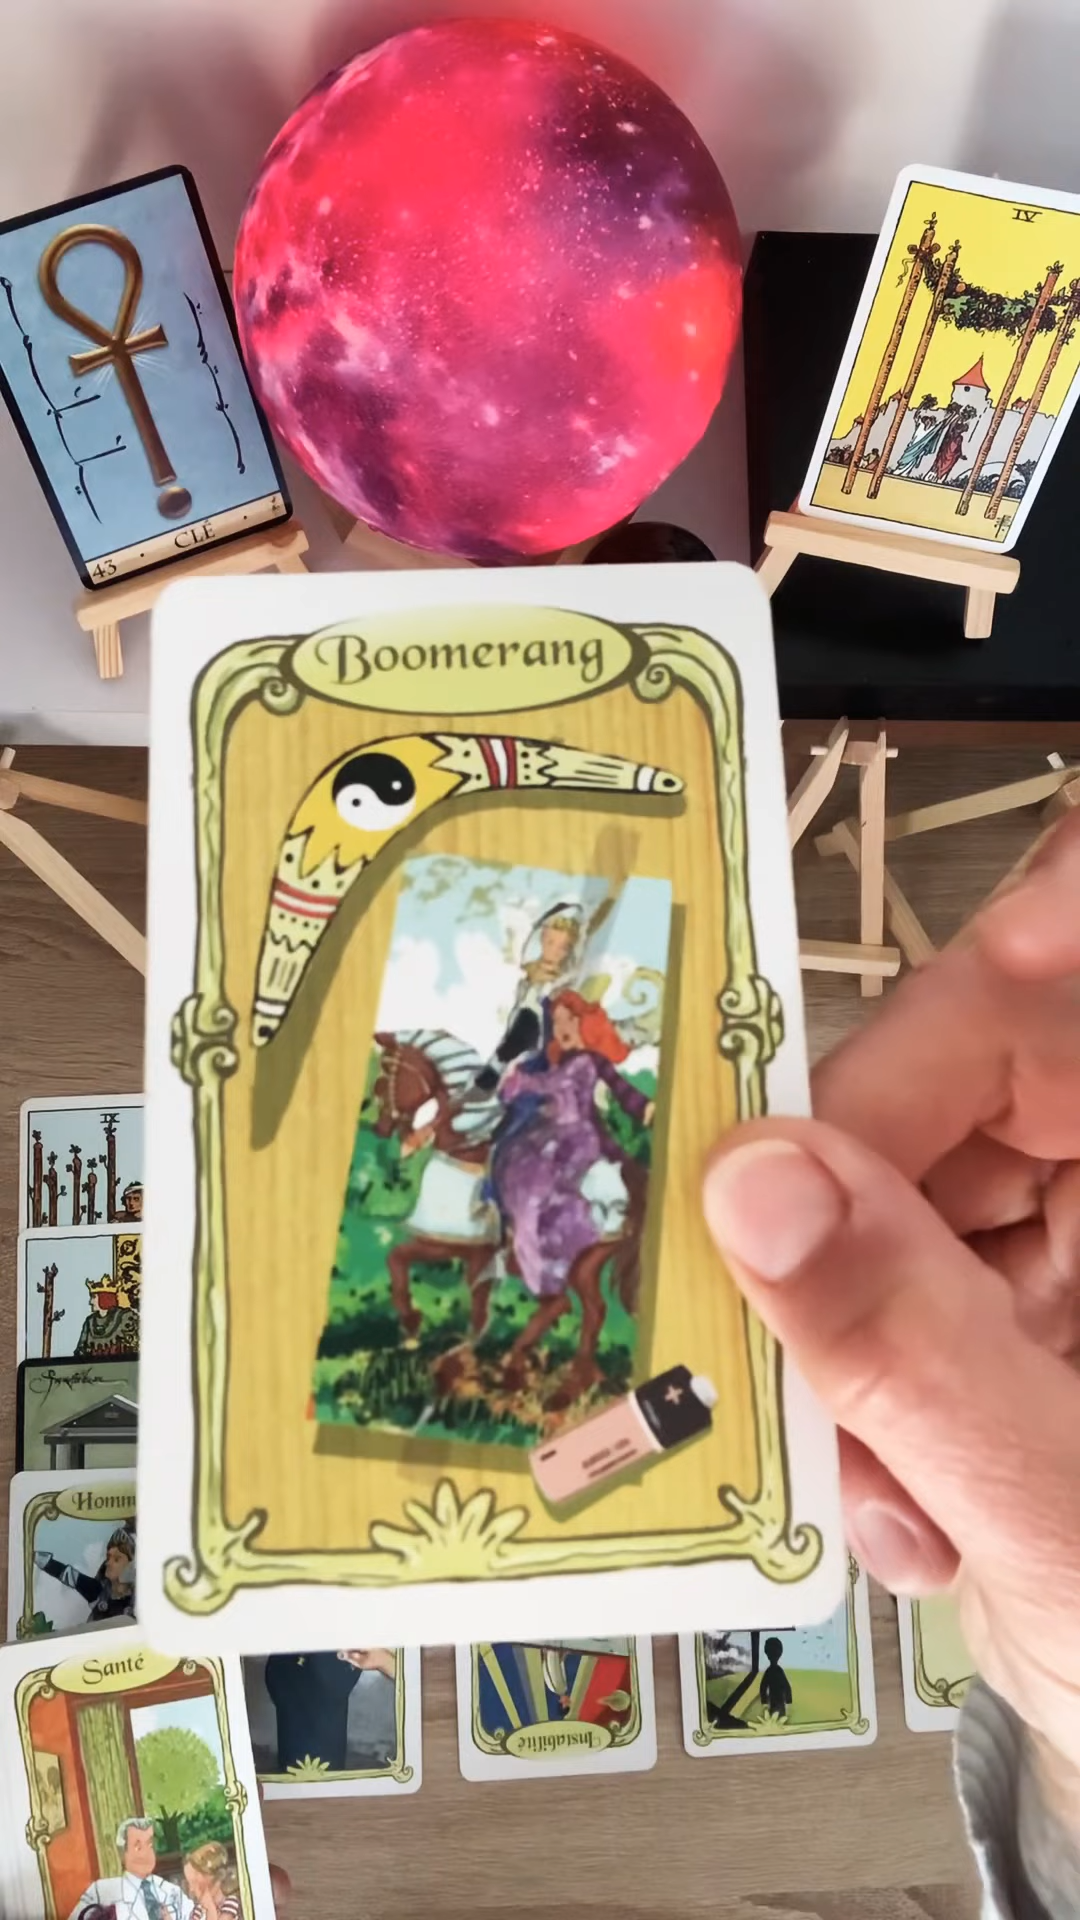 IV
43 · CLÉ ·
Boomerang
IX
Homm
Santé
Instabilité